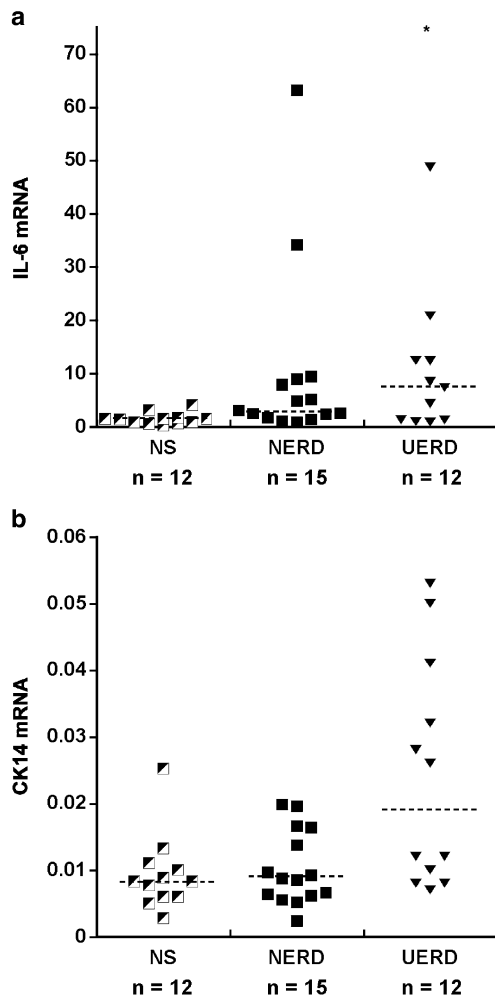 a
*
70
60
50
40
30
20
10
0
IL-6 mRNA
NS NERD UERD
n = 12 n = 15 n = 12
b
0.06
0.05
0.04
0.03
0.02
0.01
0
CK14 mRNA
NS NERD UERD
n = 12 n = 15 n = 12